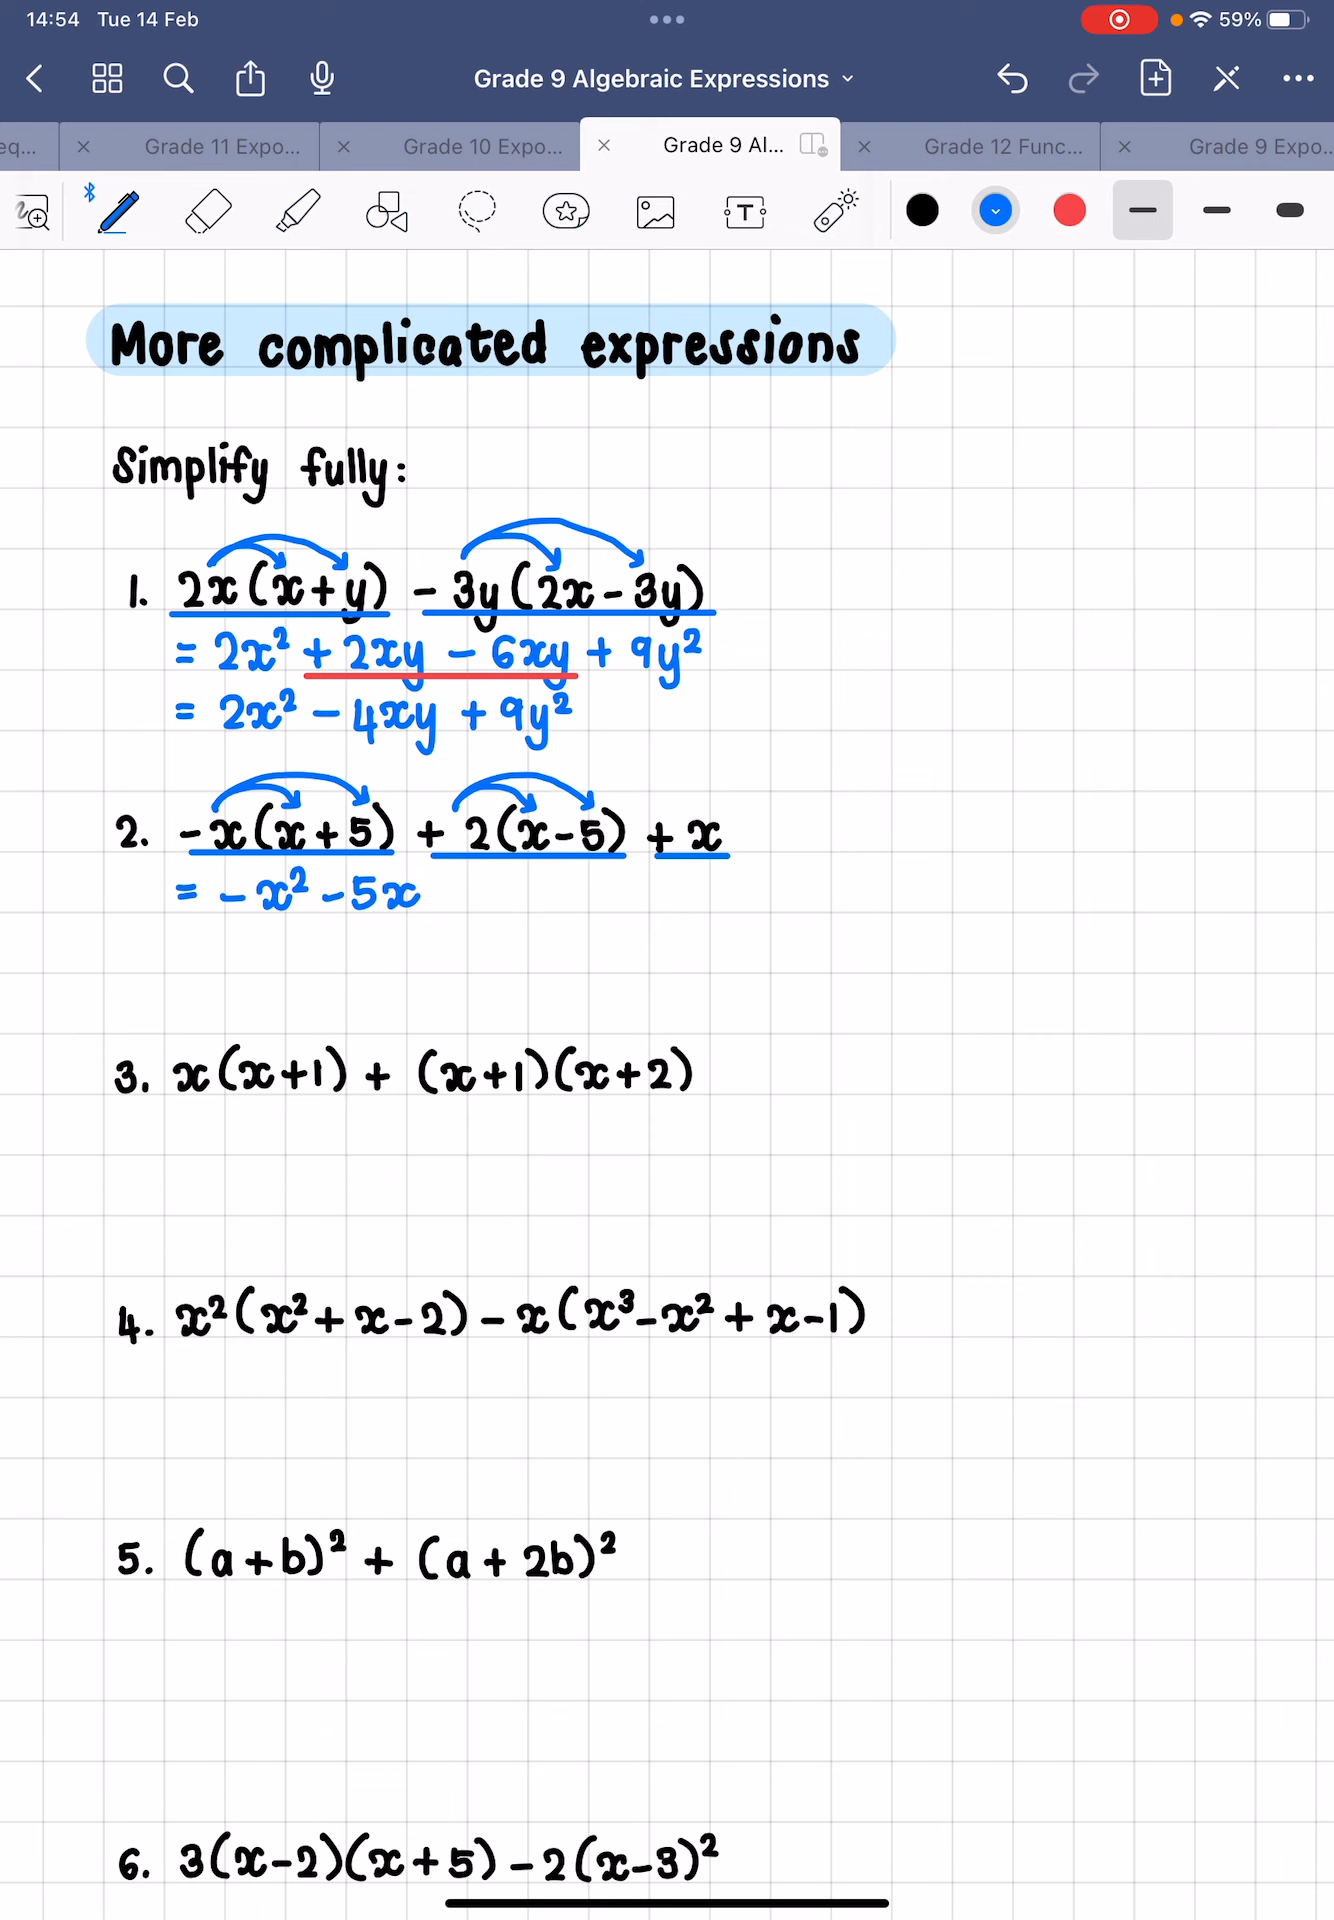 14:54 Tue 14 Feb 59%
Grade 9 Algebraic Expressions
eq... Grade 11 Expo... Grade 10 Expo... Grade 9 Al... Grade 12 Func... Grade 9 Expo...
T
More complicated expressions
Simplify fully:
1. 2x(x+y) - 3y(2x-3y)
= 2x² + 2xy - 6xy + 9y²
= 2x² - 4xy + 9y²
2. -x(x+5) + 2(x-5) + x
= -x² - 5x
3. x(x+1) + (x+1)(x+2)
4. x²(x²+x-2) - x(x³-x²+x-1)
5. (a+b)² + (a+2b)²
6. 3(x-2)(x+5) - 2(x-3)²